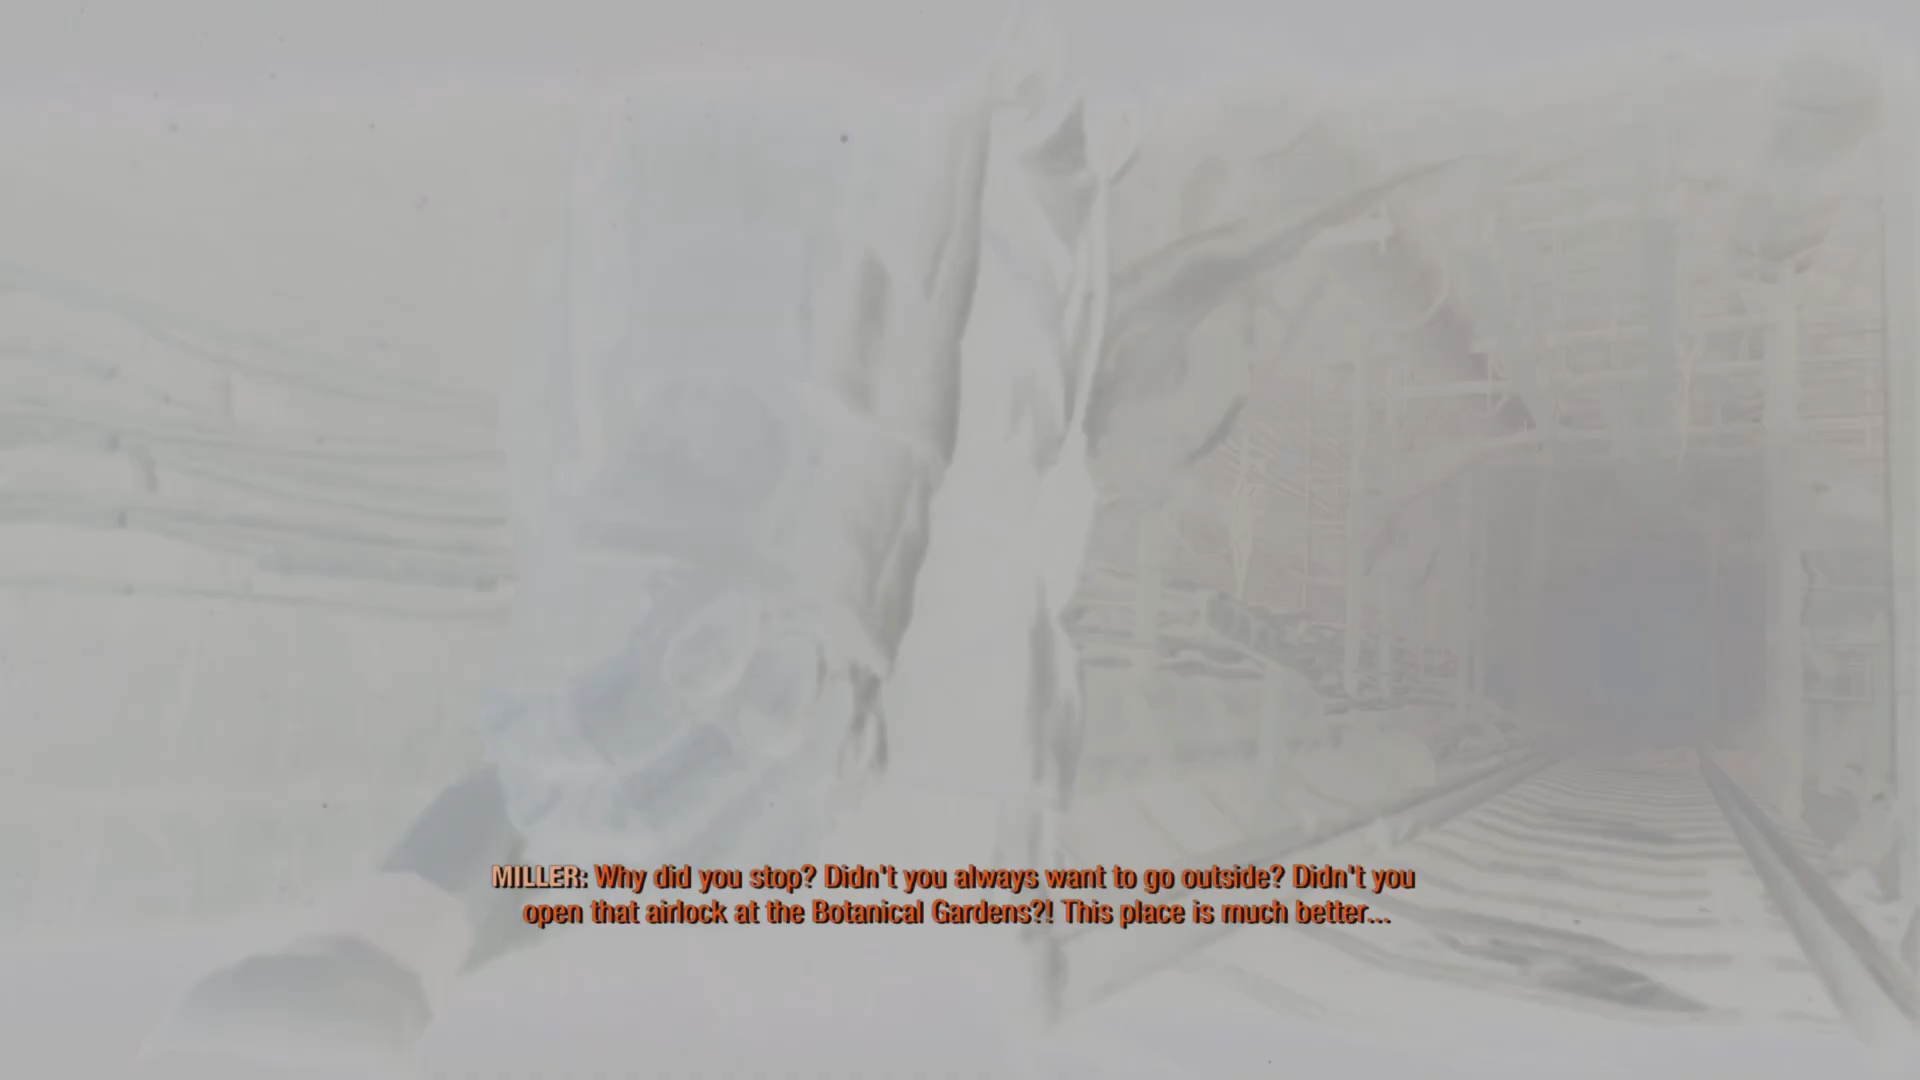 MILLER: Why did you stop? Didn't you always want to go outside? Didn't you
open that airlock at the Botanical Gardens?! This place is much better...